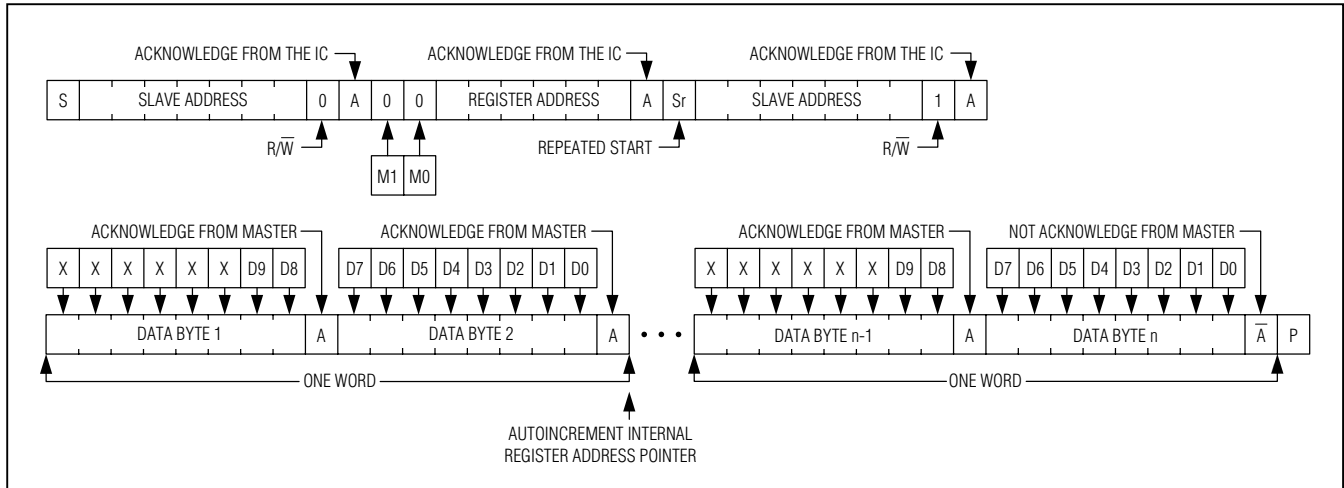 ACKNOWLEDGE FROM THE IC ACKNOWLEDGE FROM THE IC ACKNOWLEDGE FROM THE IC
S SLAVE ADDRESS 0 A 0 0 REGISTER ADDRESS A Sr SLAVE ADDRESS 1 A
R/W̅ REPEATED START R/W̅
M1 M0
ACKNOWLEDGE FROM MASTER ACKNOWLEDGE FROM MASTER ACKNOWLEDGE FROM MASTER NOT ACKNOWLEDGE FROM MASTER
X X X X X X D9 D8 D7 D6 D5 D4 D3 D2 D1 D0 X X X X X X D9 D8 D7 D6 D5 D4 D3 D2 D1 D0
DATA BYTE 1 A DATA BYTE 2 A • • • DATA BYTE n-1 A DATA BYTE n A̅ P
ONE WORD ONE WORD
AUTOINCREMENT INTERNAL
REGISTER ADDRESS POINTER